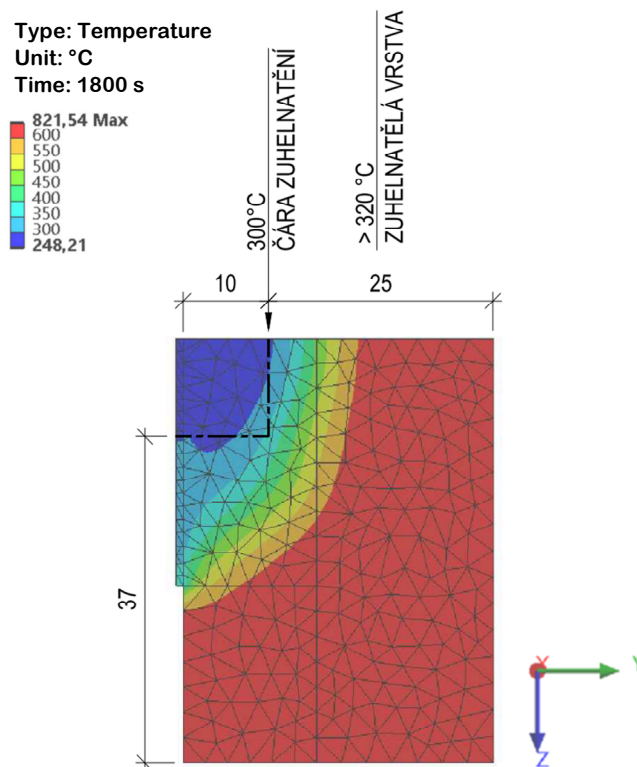 Type: Temperature
Unit: °C
Time: 1800 s
821,54 Max
600
550
500
450
400
350
300
248,21
300°C
ČÁRA ZUHELNATĚNÍ
> 320 °C
ZUHELNATĚLÁ VRSTVA
10
25
37
X
Y
Z